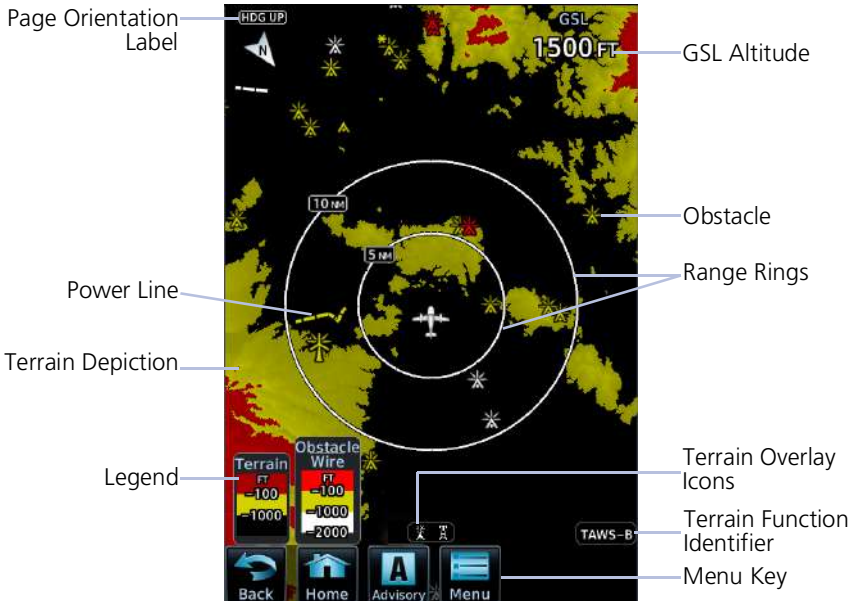 Page Orientation
Label
HDG UP
N
GSL
1500 FT
GSL Altitude
10 NM
5 NM
Obstacle
Range Rings
Power Line
Terrain Depiction
Legend
Terrain
FT
-100
-1000
Obstacle
Wire
FT
-100
-1000
-2000
Terrain Overlay
Icons
TAWS-B
Terrain Function
Identifier
Back
Home
A
Advisory
Menu
Menu Key